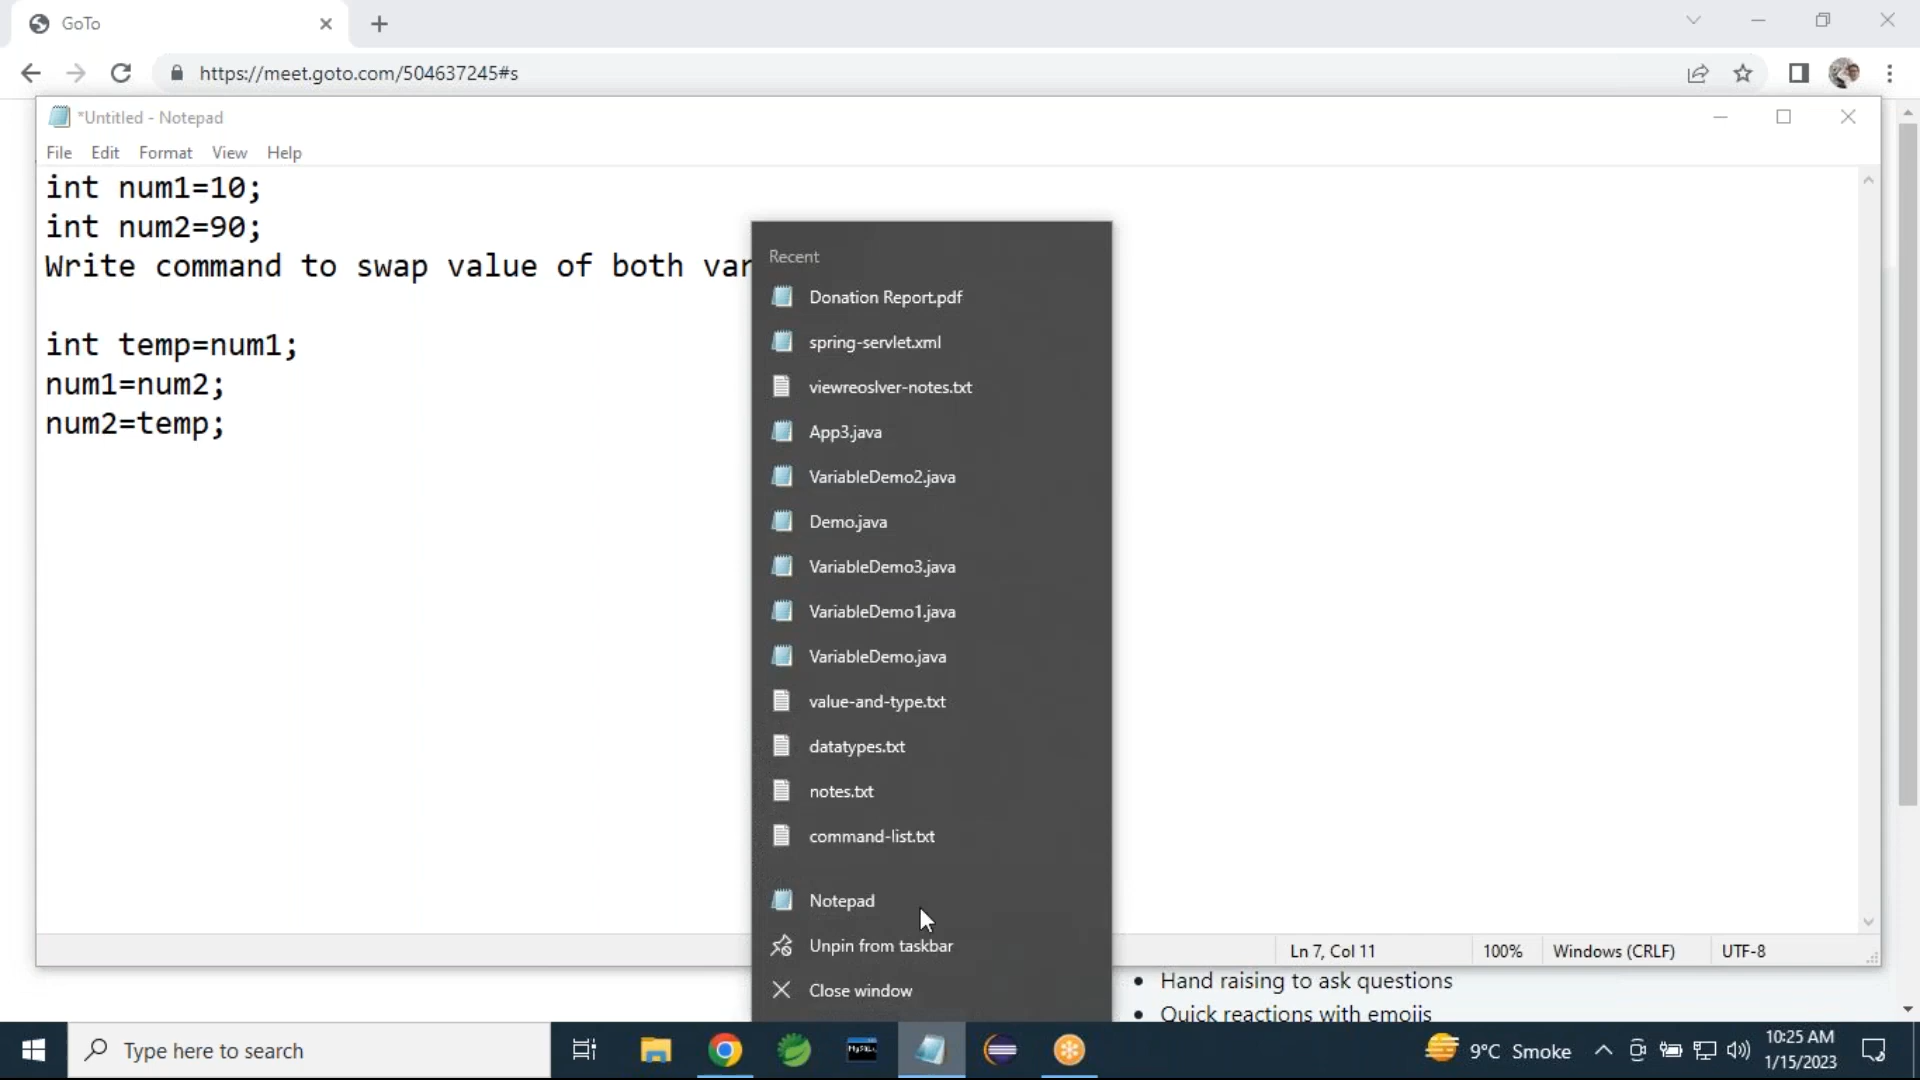 GoTo
https://meet.goto.com/504637245#s
*Untitled - Notepad
File Edit Format View Help
int num1=10;
int num2=90;
Write command to swap value of both var
int temp=num1;
num1=num2;
num2=temp;
Recent
Donation Report.pdf
spring-servlet.xml
viewreoslver-notes.txt
App3.java
VariableDemo2.java
Demo.java
VariableDemo3.java
VariableDemo1.java
VariableDemo.java
value-and-type.txt
datatypes.txt
notes.txt
command-list.txt
Notepad
Unpin from taskbar
Close window
Ln 7, Col 11 100% Windows (CRLF) UTF-8
• Hand raising to ask questions
• Quick reactions with emojis
Type here to search
MySQL
9°C Smoke
10:25 AM
1/15/2023